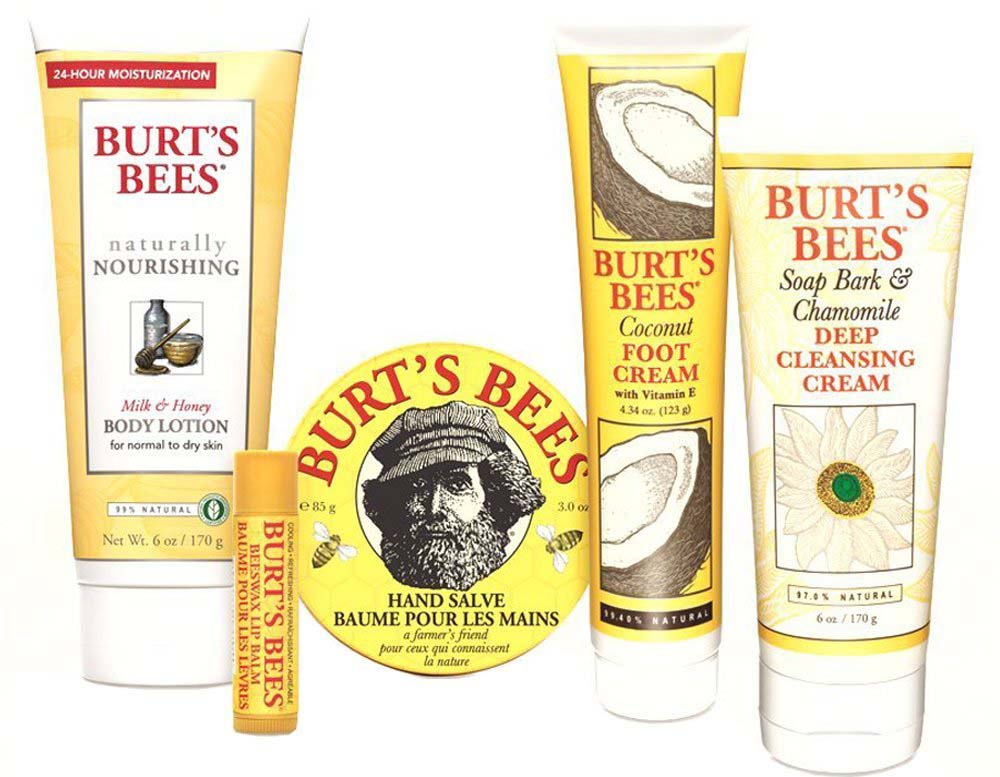 24-HOUR MOISTURIZATION
BURT'S
BEES®
naturally
NOURISHING
Milk & Honey
BODY LOTION
for normal to dry skin
99% NATURAL
Net Wt. 6 oz / 170 g
COOLING • REFRESHING • RAFRAÎCHISSANT • AGRÉABLE
BURT'S BEES®
BEESWAX LIP BALM
BAUME POUR LES LÈVRES
BURT'S BEES
e 85 g
3.0 oz
HAND SALVE
BAUME POUR LES MAINS
a farmer's friend
pour ceux qui connaissent
la nature
BURT'S
BEES®
Coconut
FOOT
CREAM
with Vitamin E
4.34 oz. (123 g)
99.40% NATURAL
BURT'S
BEES®
Soap Bark &
Chamomile
DEEP
CLEANSING
CREAM
97.0% NATURAL
6 oz / 170 g